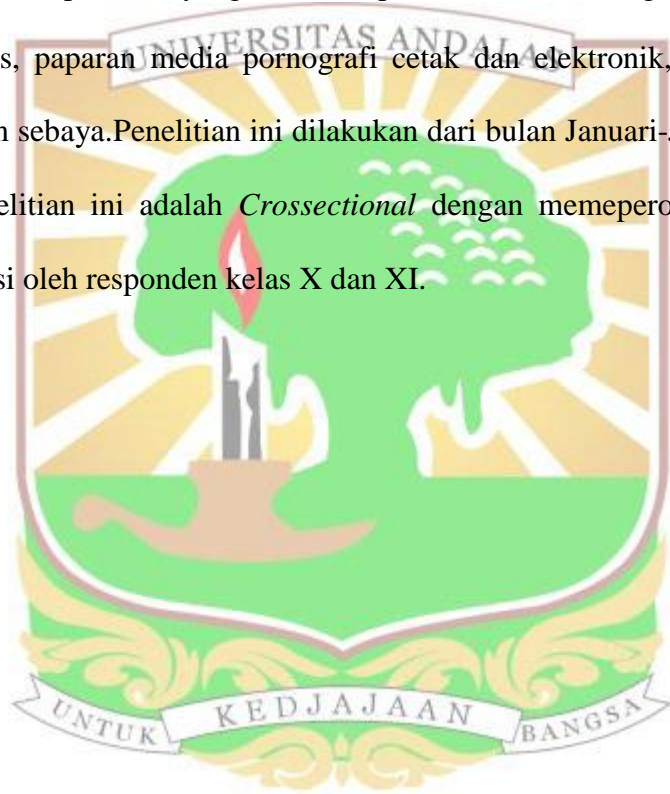 UNIVERSITAS ANDALAS
s, paparan media pornografi cetak dan elektronik,
n sebaya.Penelitian ini dilakukan dari bulan Januari-
elitian ini adalah Crossectional dengan memepero
si oleh responden kelas X dan XI.
UNTUK KEDJAJAAN BANGSA